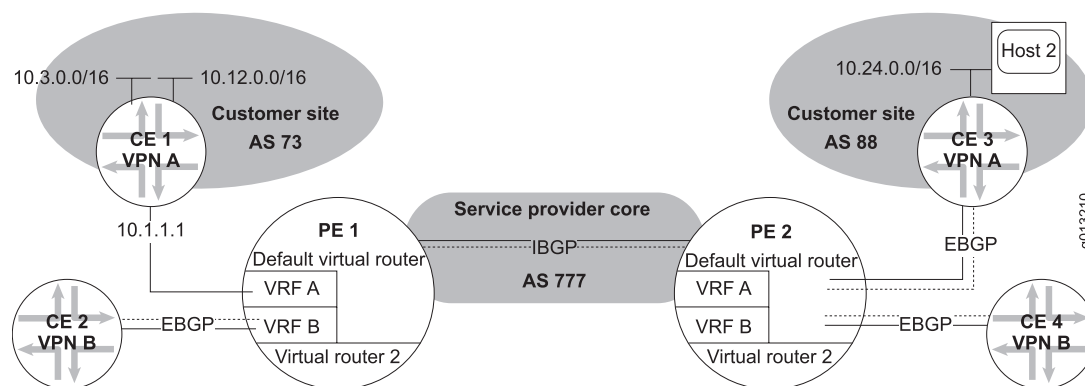 10.3.0.0/16
10.12.0.0/16
Customer site
AS 73
CE 1
VPN A
10.1.1.1
CE 2
VPN B
EBGP
PE 1
Default virtual router
VRF A
VRF B
Virtual router 2
Service provider core
IBGP
AS 777
PE 2
Default virtual router
VRF A
VRF B
Virtual router 2
10.24.0.0/16
Host 2
Customer site
AS 88
CE 3
VPN A
EBGP
EBGP
CE 4
VPN B
g013210